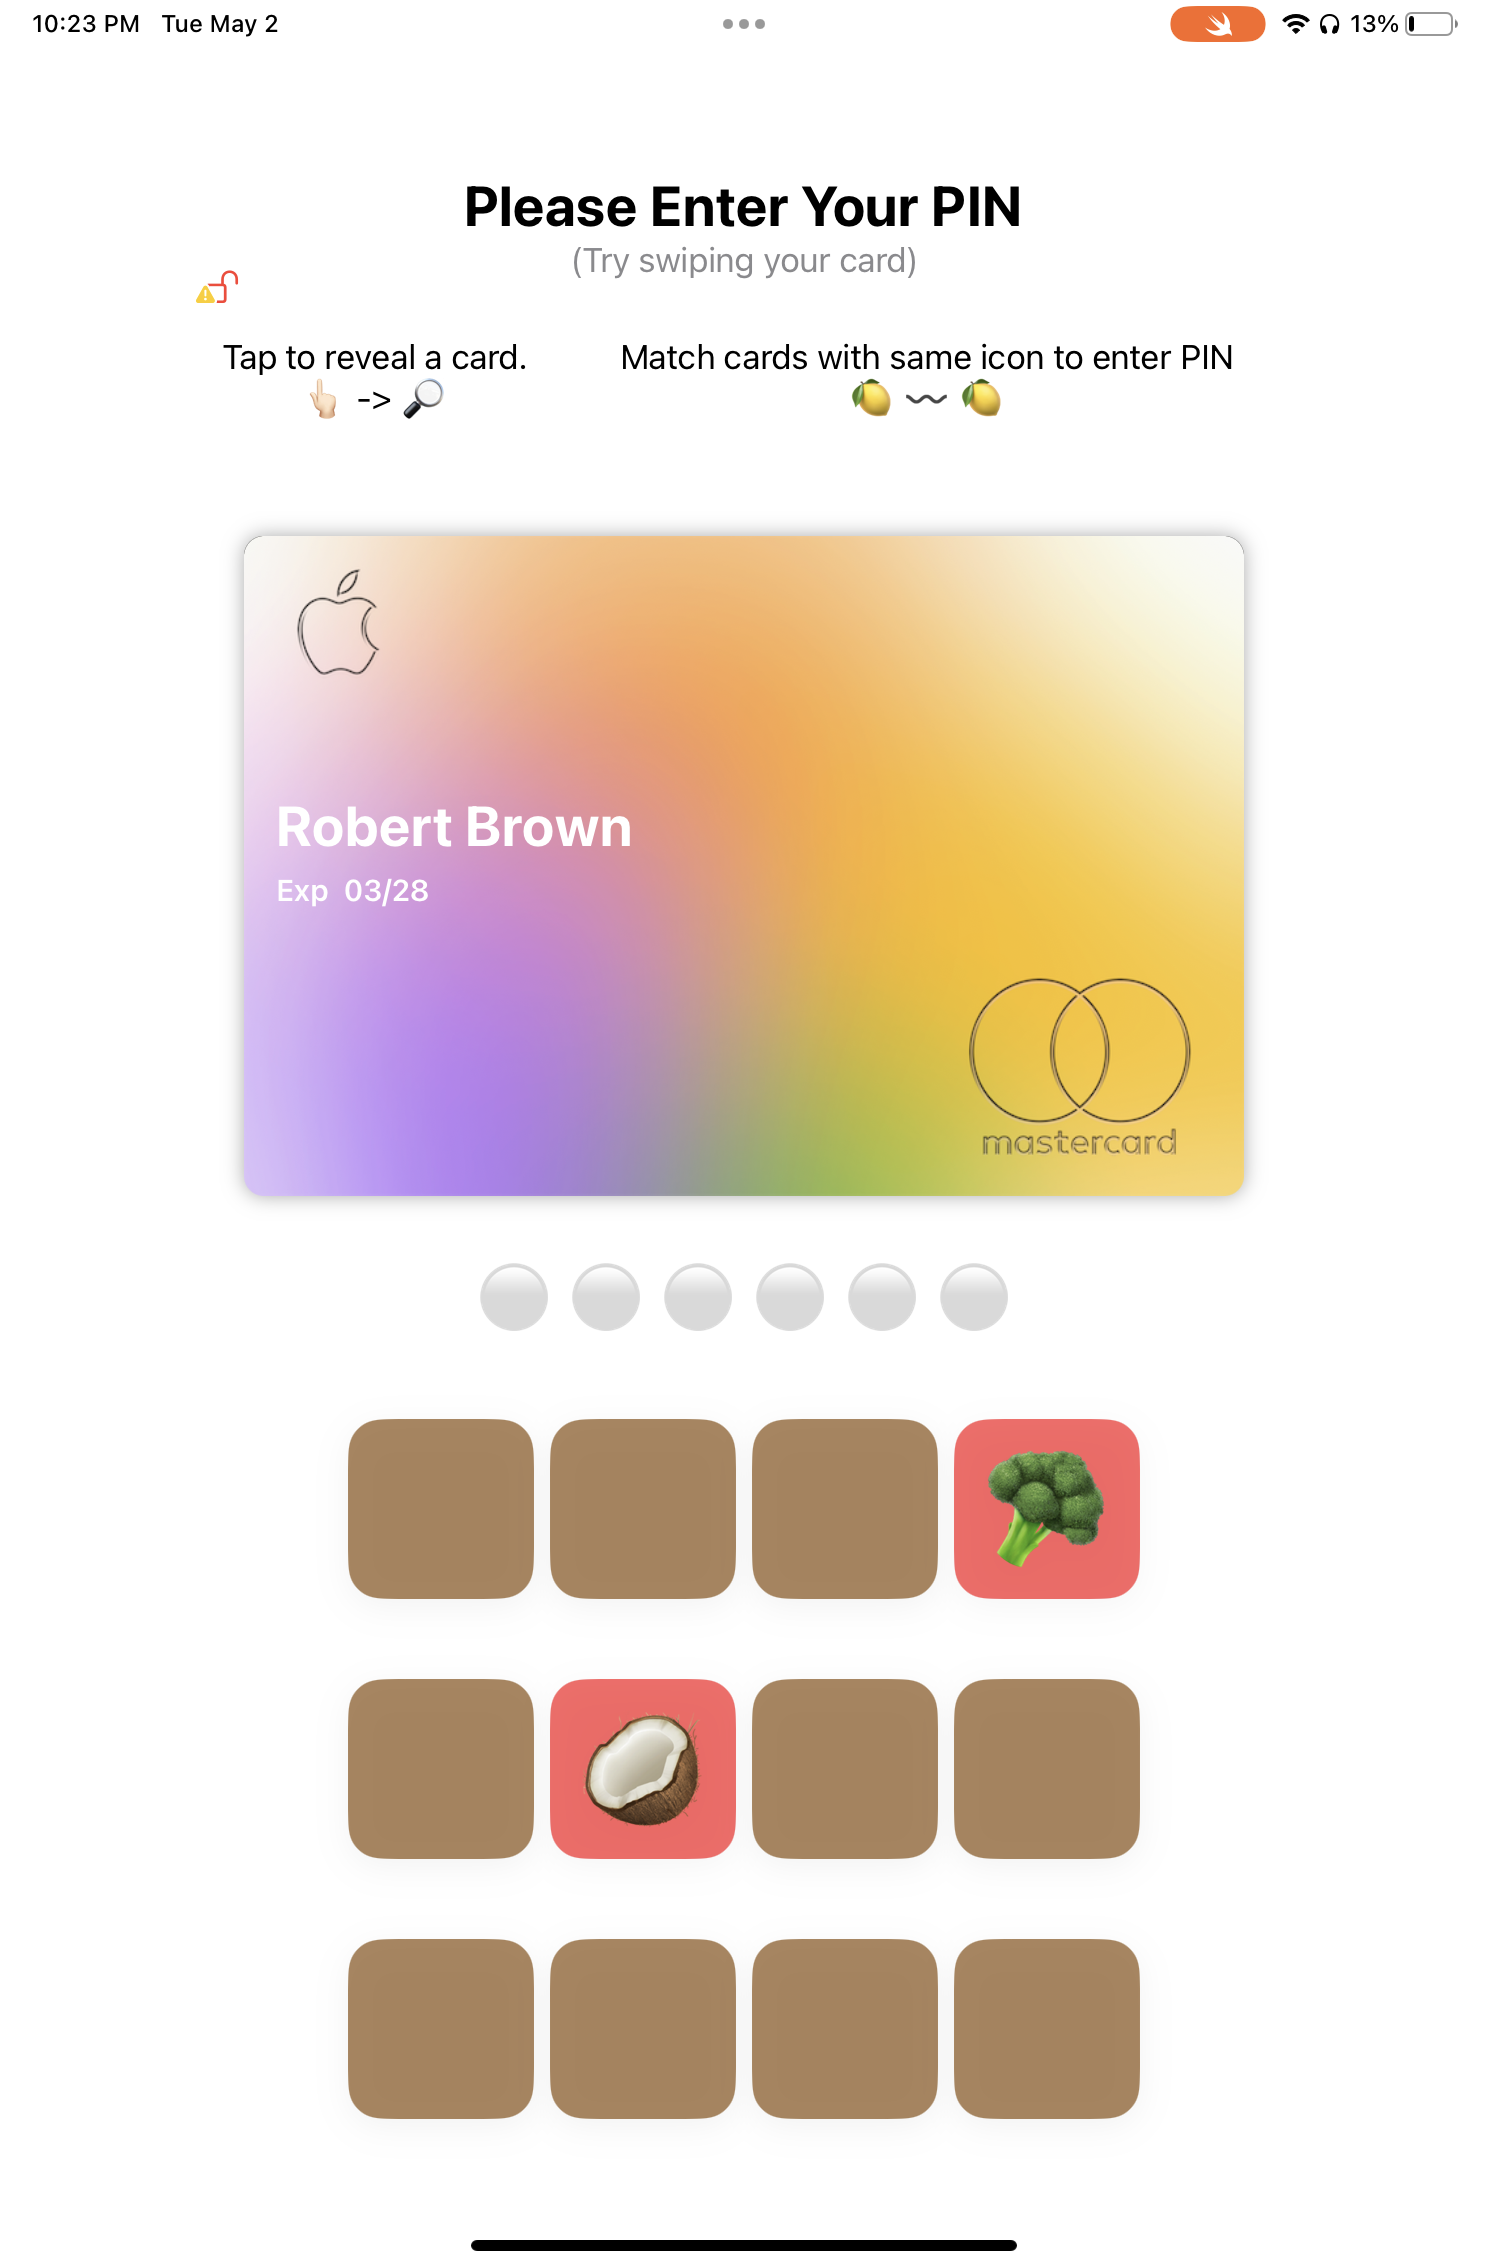 10:23 PM Tue May 2
13%
Please Enter Your PIN
(Try swiping your card)
Tap to reveal a card.
👆🏻 -> 🔎
Match cards with same icon to enter PIN
🍋 〰 🍋
Robert Brown
Exp 03/28
mastercard